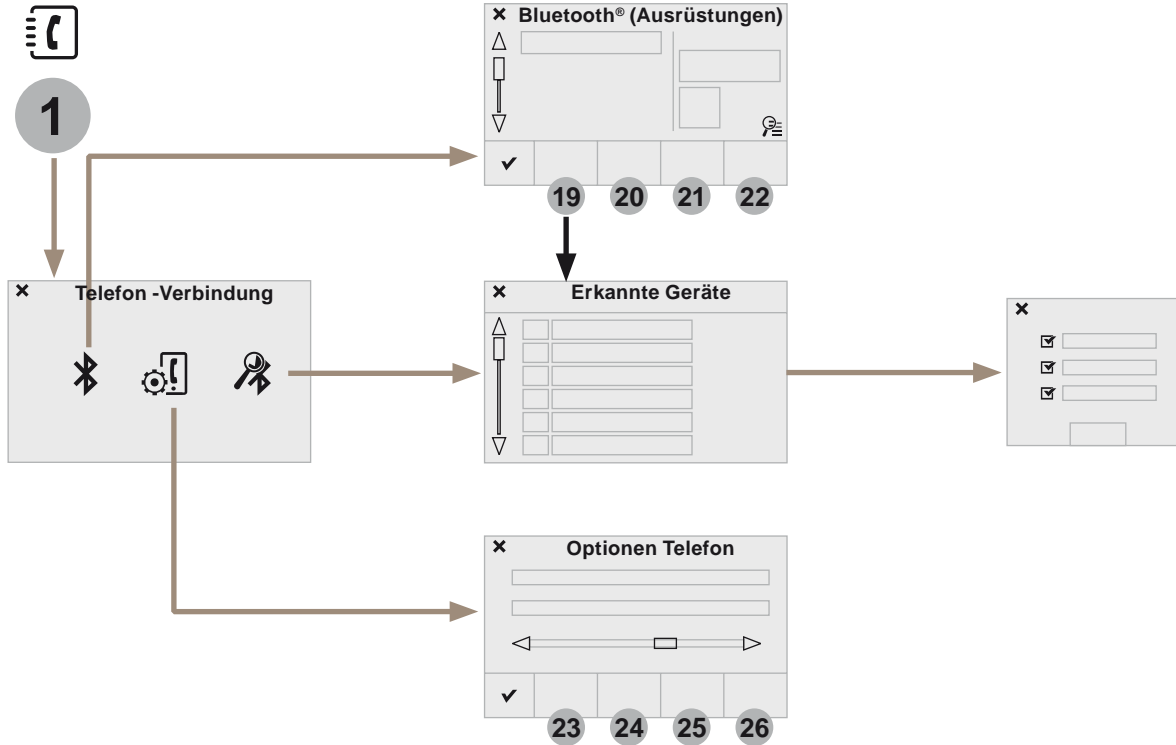 Bluetooth® (Ausrüstungen)
1
19 20 21 22
Telefon -Verbindung
Erkannte Geräte
Optionen Telefon
23 24 25 26